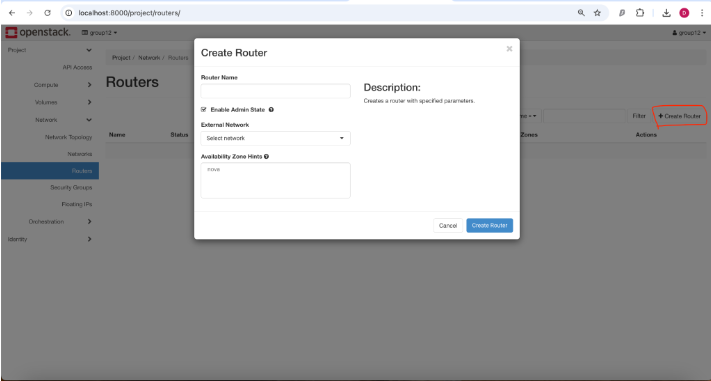 localhost:8000/project/routers/
D
openstack. group12
group12
Project
API Access
Compute
Volumes
Network
Network Topology
Networks
Routers
Security Groups
Floating IPs
Orchestration
Identity
Project / Network / Routers
Routers
Filter + Create Router
Name Status Zones Actions
Create Router
Router Name
Enable Admin State
External Network
Select network
Availability Zone Hints
nova
Description:
Creates a router with specified parameters.
Cancel Create Router